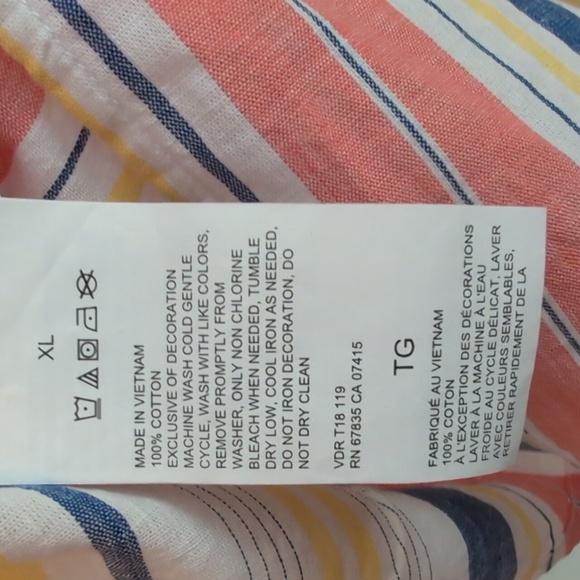 XL
MADE IN VIETNAM
100% COTTON
EXCLUSIVE OF DECORATION
MACHINE WASH COLD GENTLE
CYCLE, WASH WITH LIKE COLORS,
REMOVE PROMPTLY FROM
WASHER, ONLY NON CHLORINE
BLEACH WHEN NEEDED, TUMBLE
DRY LOW, COOL IRON AS NEEDED,
DO NOT IRON DECORATION, DO
NOT DRY CLEAN
VDR T18 119
RN 67835 CA 07415
TG
FABRIQUÉ AU VIETNAM
100% COTON
À L'EXCEPTION DES DÉCORATIONS
LAVER À LA MACHINE À L'EAU
FROIDE AU CYCLE DÉLICAT, LAVER
AVEC COULEURS SEMBLABLES,
RETIRER RAPIDEMENT DE LA